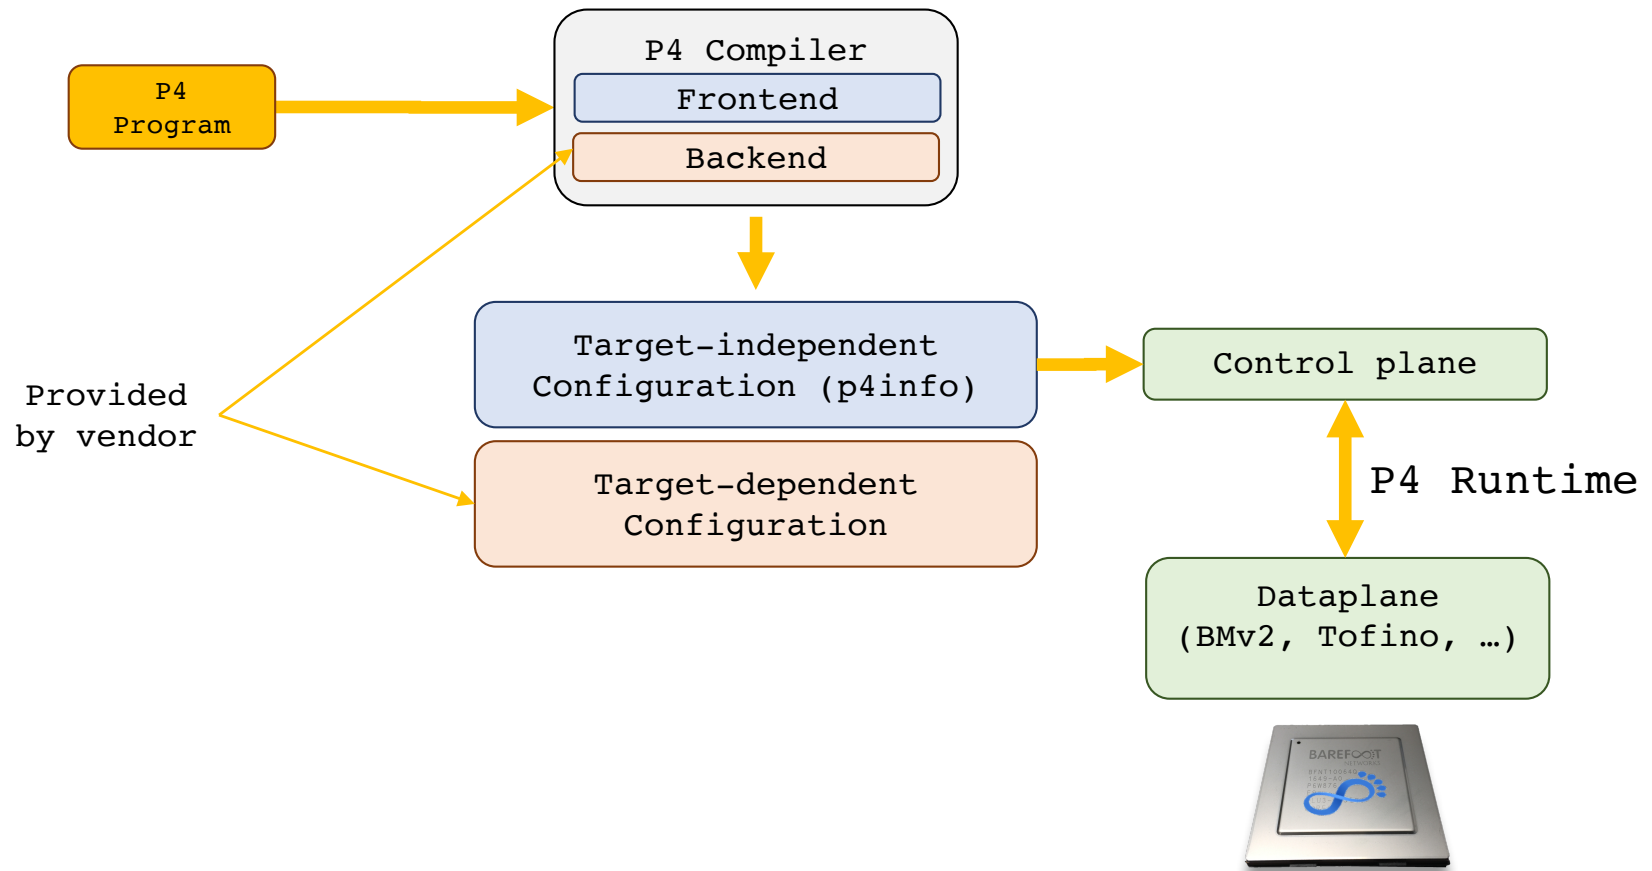 P4 Compiler
P4
Program
Frontend
Backend
Target-independent
Configuration (p4info)
Control plane
Provided
by vendor
Target-dependent
Configuration
P4 Runtime
Dataplane
(BMv2, Tofino, …)
BAREFOOT
NETWORKS